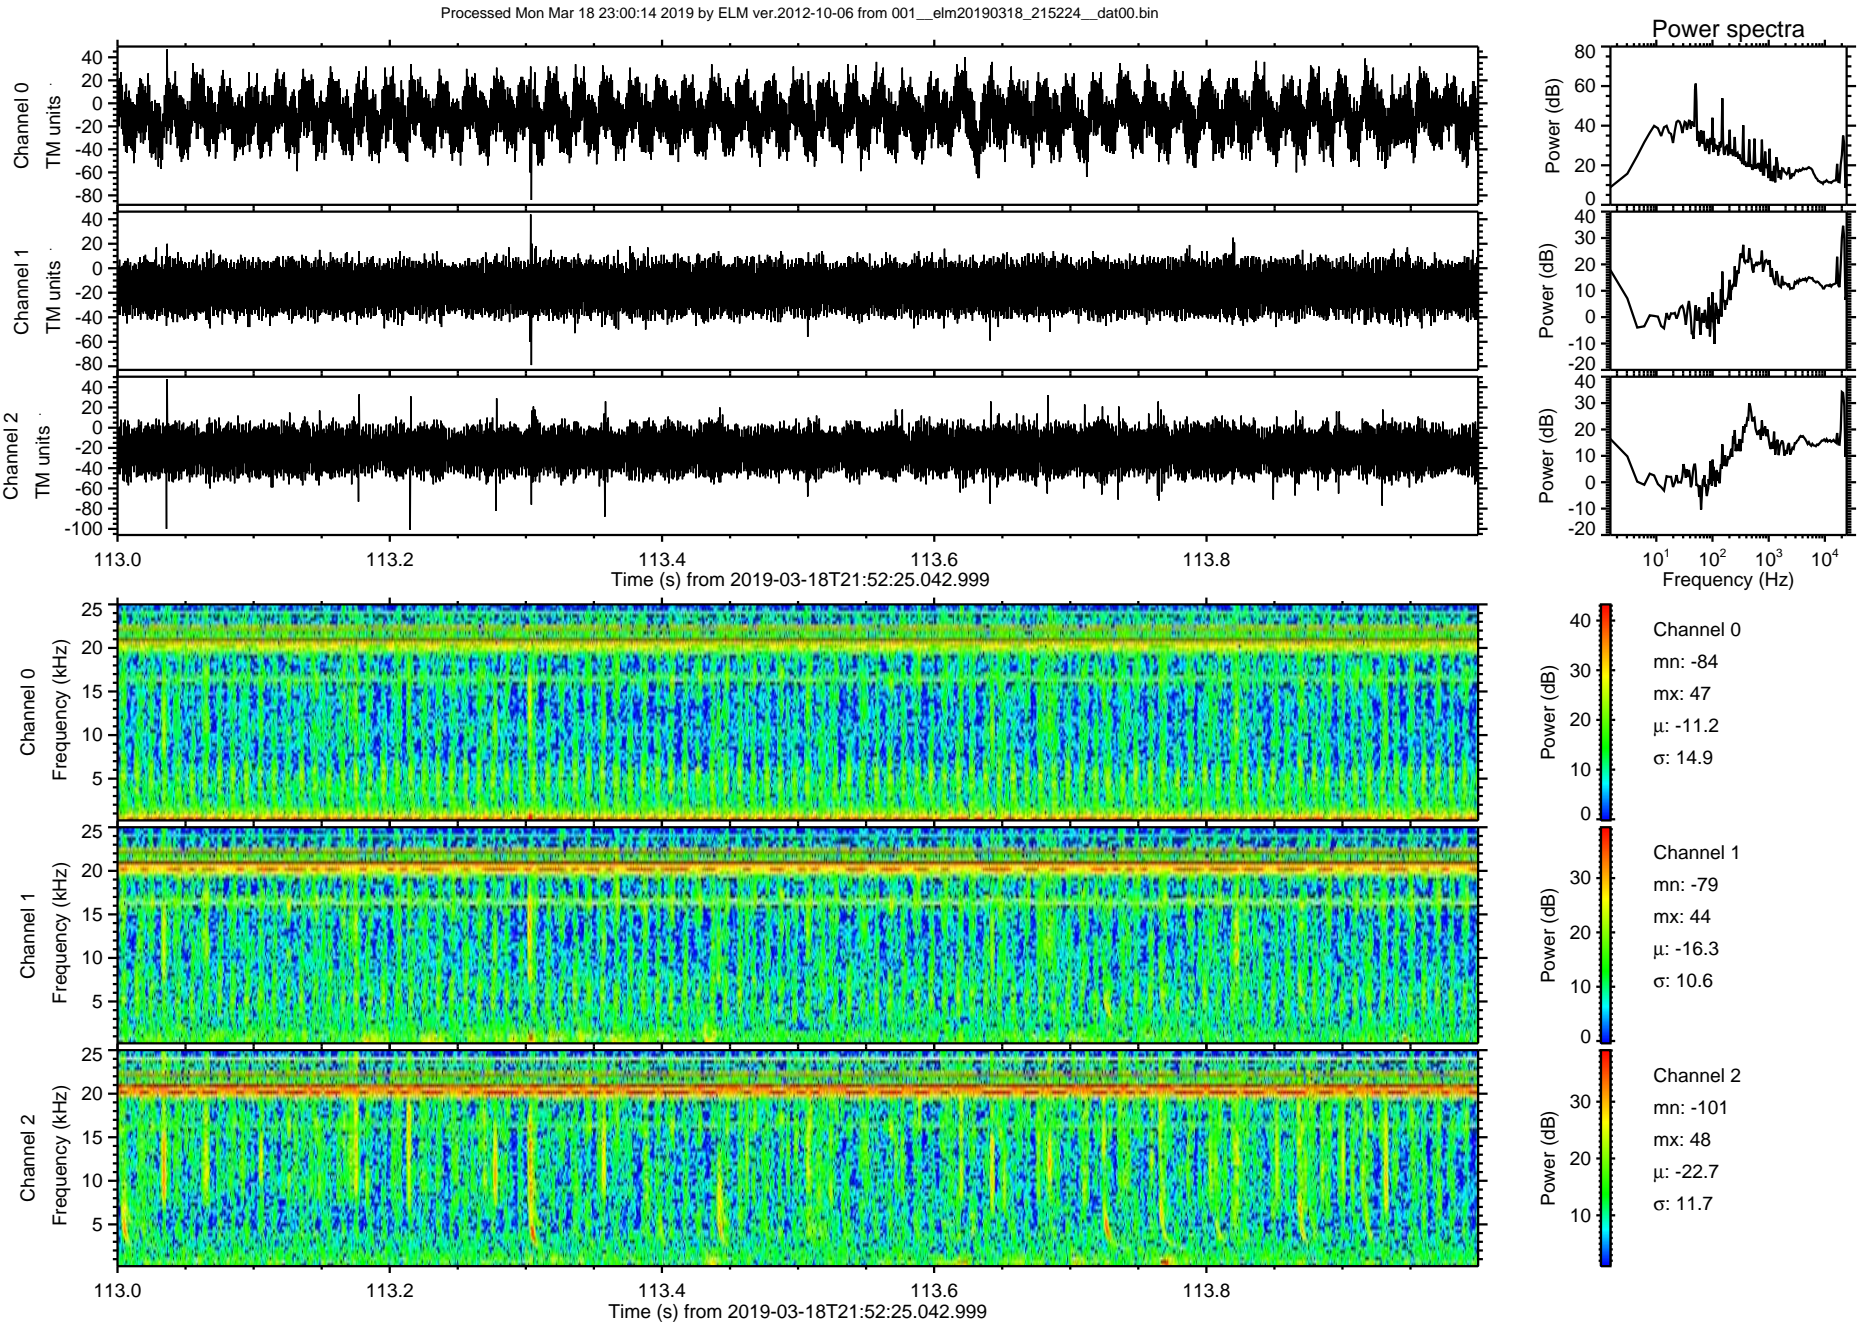 Processed Mon Mar 18 23:00:14 2019 by ELM ver.2012-10-06 from 001__elm20190318_215224__dat00.bin
Power spectra
Channel 0
TM units
40
20
0
-20
-40
-60
-80
Power (dB)
80
60
40
20
0
Channel 1
TM units
40
20
0
-20
-40
-60
-80
Power (dB)
40
30
20
10
0
-10
-20
Channel 2
TM units
40
20
0
-20
-40
-60
-80
-100
Power (dB)
40
30
20
10
0
-10
-20
113.0 113.2 113.4 113.6 113.8
Time (s) from 2019-03-18T21:52:25.042.999
10¹ 10² 10³ 10⁴
Frequency (Hz)
Channel 0
Frequency (kHz)
25
20
15
10
5
Power (dB)
40
30
20
10
0
Channel 0
mn: -84
mx: 47
μ: -11.2
σ: 14.9
Channel 1
Frequency (kHz)
25
20
15
10
5
Power (dB)
30
20
10
0
Channel 1
mn: -79
mx: 44
μ: -16.3
σ: 10.6
Channel 2
Frequency (kHz)
25
20
15
10
5
Power (dB)
30
20
10
Channel 2
mn: -101
mx: 48
μ: -22.7
σ: 11.7
113.0 113.2 113.4 113.6 113.8
Time (s) from 2019-03-18T21:52:25.042.999